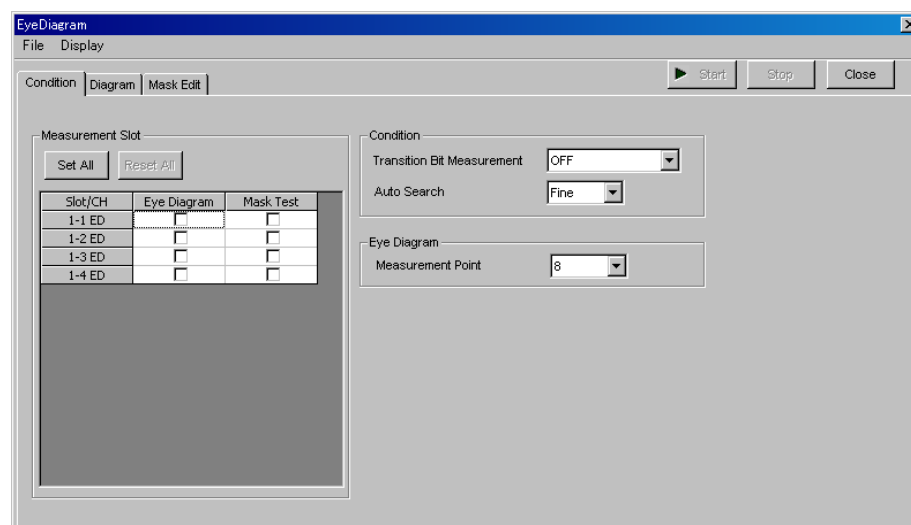 EyeDiagram
File Display
Start Stop Close
Condition Diagram Mask Edit
Measurement Slot
Set All Reset All
Slot/CH Eye Diagram Mask Test
1-1 ED
1-2 ED
1-3 ED
1-4 ED
Condition
Transition Bit Measurement OFF
Auto Search Fine
Eye Diagram
Measurement Point 8